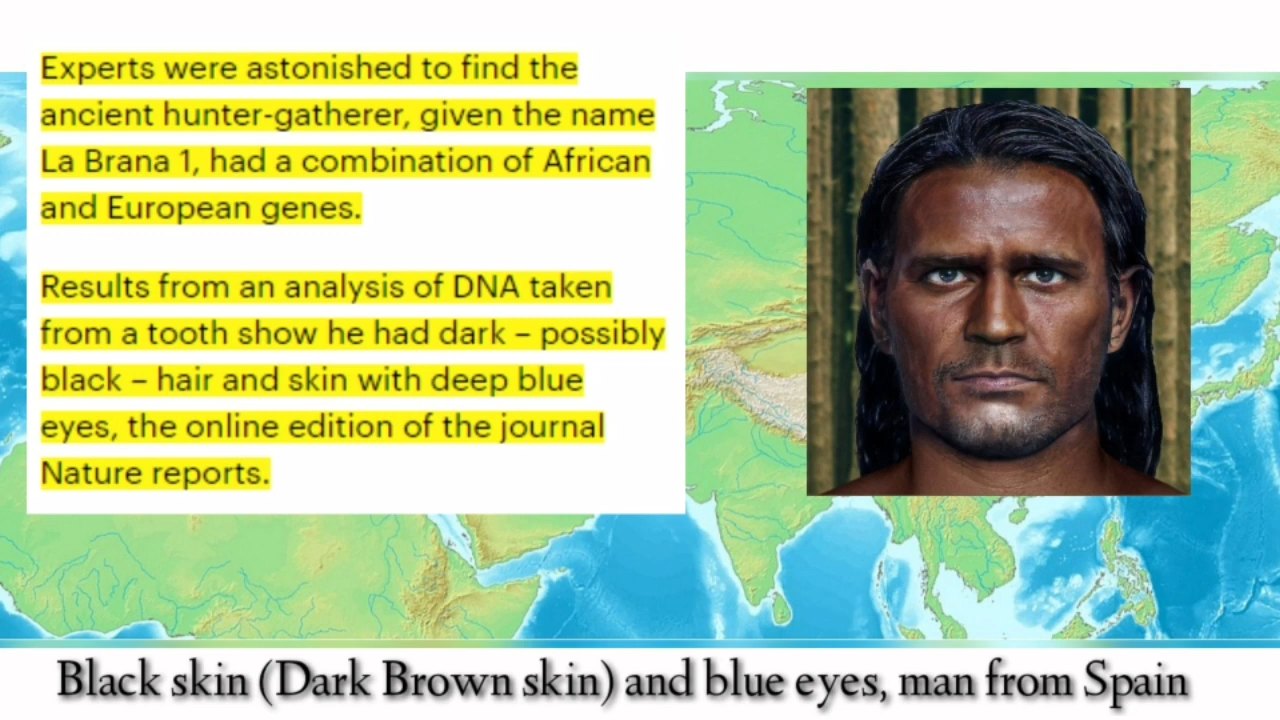 Experts were astonished to find the
ancient hunter-gatherer, given the name
La Brana 1, had a combination of African
and European genes.
Results from an analysis of DNA taken
from a tooth show he had dark – possibly
black – hair and skin with deep blue
eyes, the online edition of the journal
Nature reports.
Black skin (Dark Brown skin) and blue eyes, man from Spain